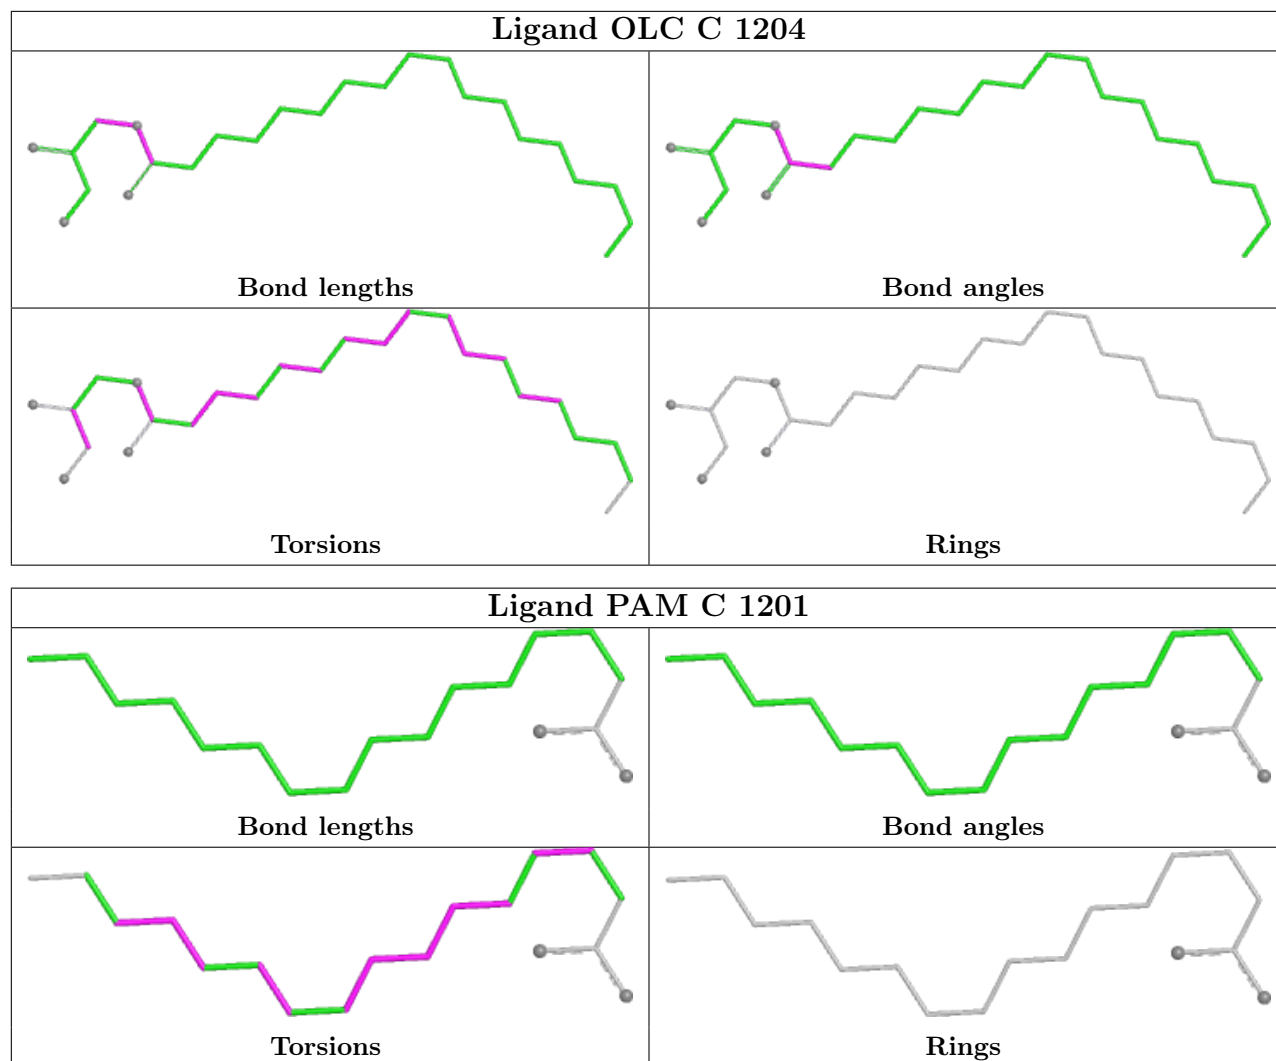 Ligand OLC C 1204
Bond lengths
Bond angles
Torsions
Rings
Ligand PAM C 1201
Bond lengths
Bond angles
Torsions
Rings